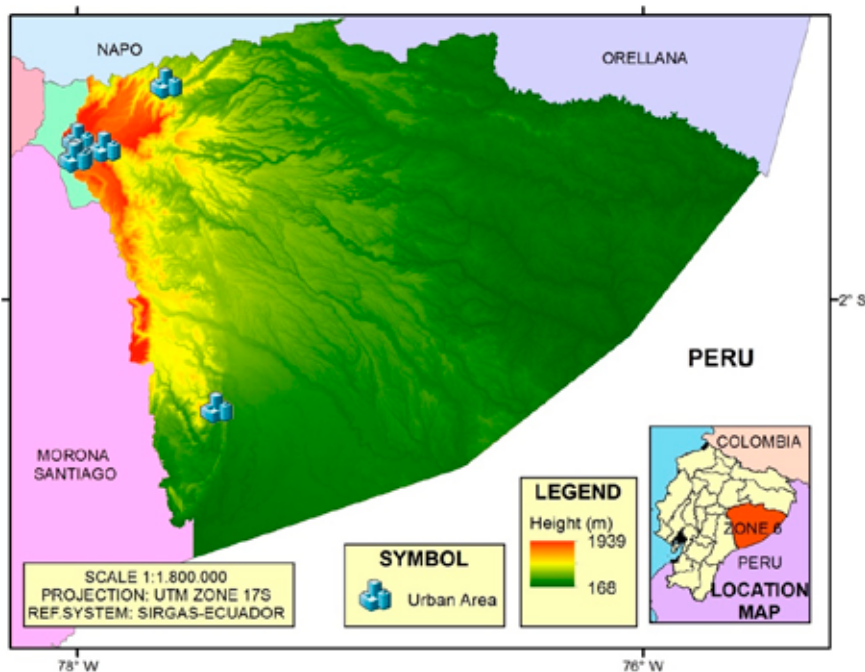 NAPO
ORELLANA
2° S
PERU
MORONA
SANTIAGO
COLOMBIA
ZONE 6
PERU
LOCATION
MAP
LEGEND
Height (m)
1939
168
SYMBOL
Urban Area
SCALE 1:1.800.000
PROJECTION: UTM ZONE 17S
REF.SYSTEM: SIRGAS-ECUADOR
78° W
76° W